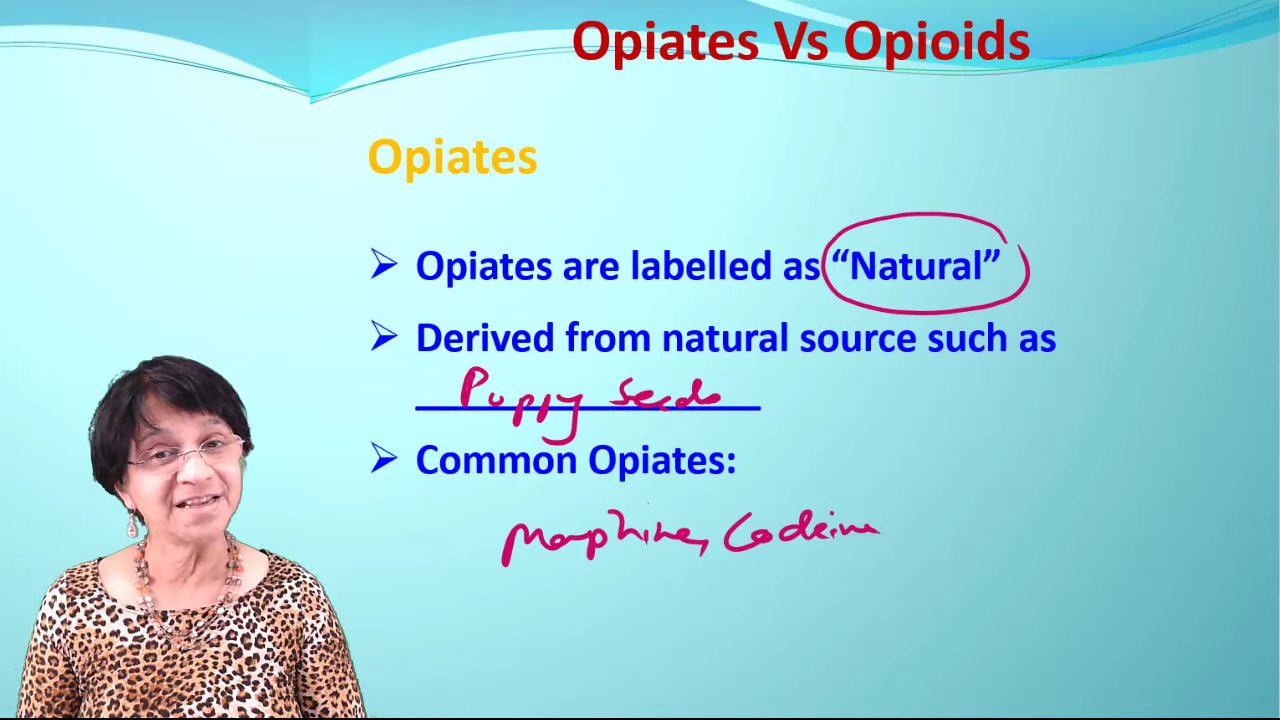 Opiates Vs Opioids
Opiates
Opiates are labelled as “Natural”
Derived from natural source such as
Puppy seeds
Common Opiates:
Morphine, Codeine